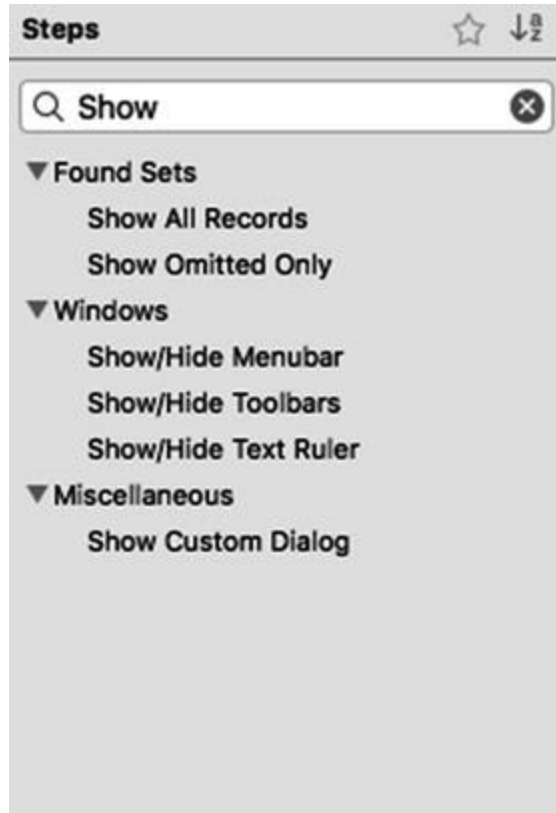 Steps
Show
Found Sets
Show All Records
Show Omitted Only
Windows
Show/Hide Menubar
Show/Hide Toolbars
Show/Hide Text Ruler
Miscellaneous
Show Custom Dialog